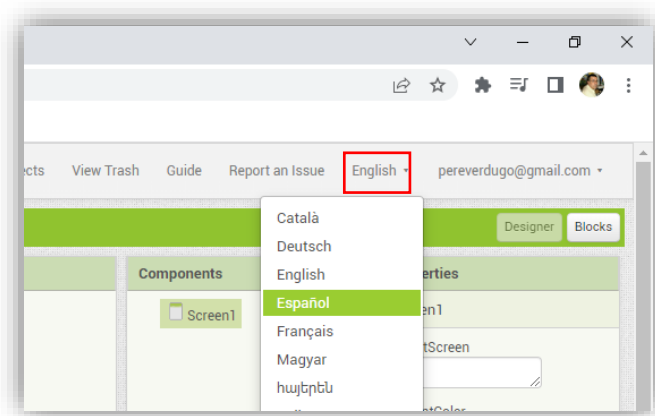 ects View Trash Guide Report an Issue English pereverdugo@gmail.com
Designer Blocks
Components erties
Screen1 en1
tScreen
Català
Deutsch
English
Español
Français
Magyar
հայերեն